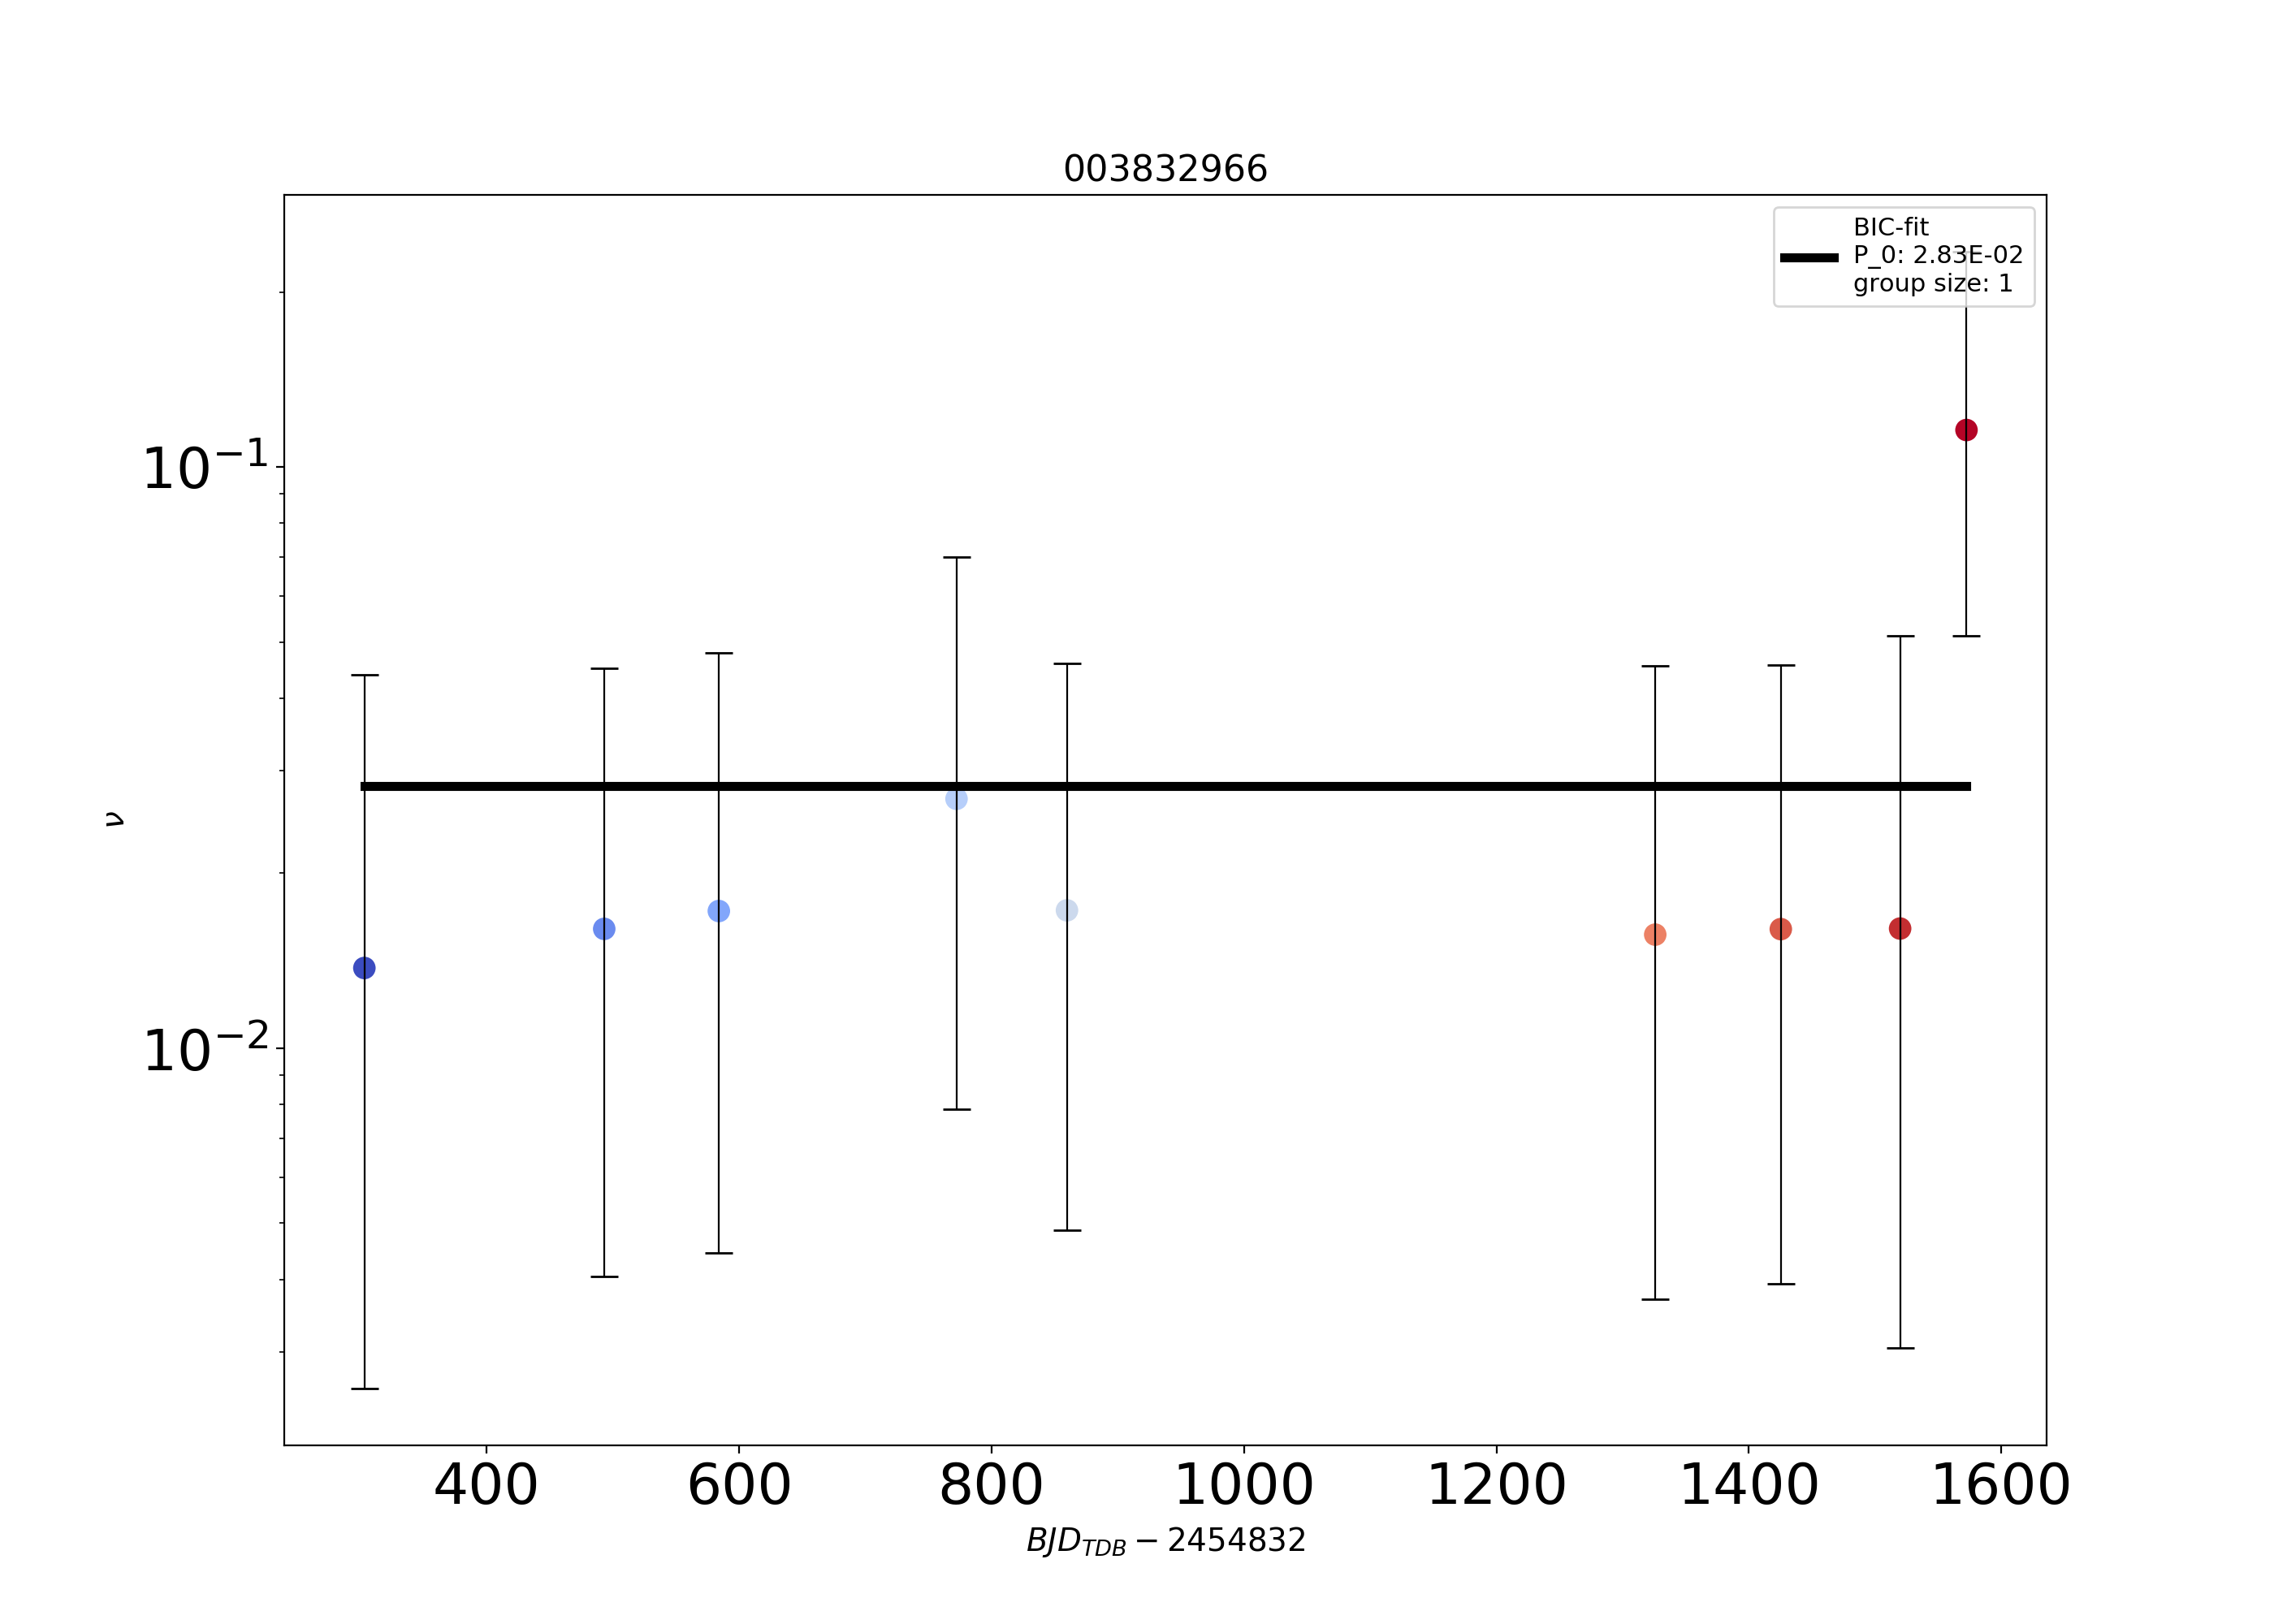 003832966
BIC-fit
P_0: 2.83E-02
group size: 1
10⁻¹
10⁻²
ν
400 600 800 1000 1200 1400 1600
BJD_TDB − 2454832